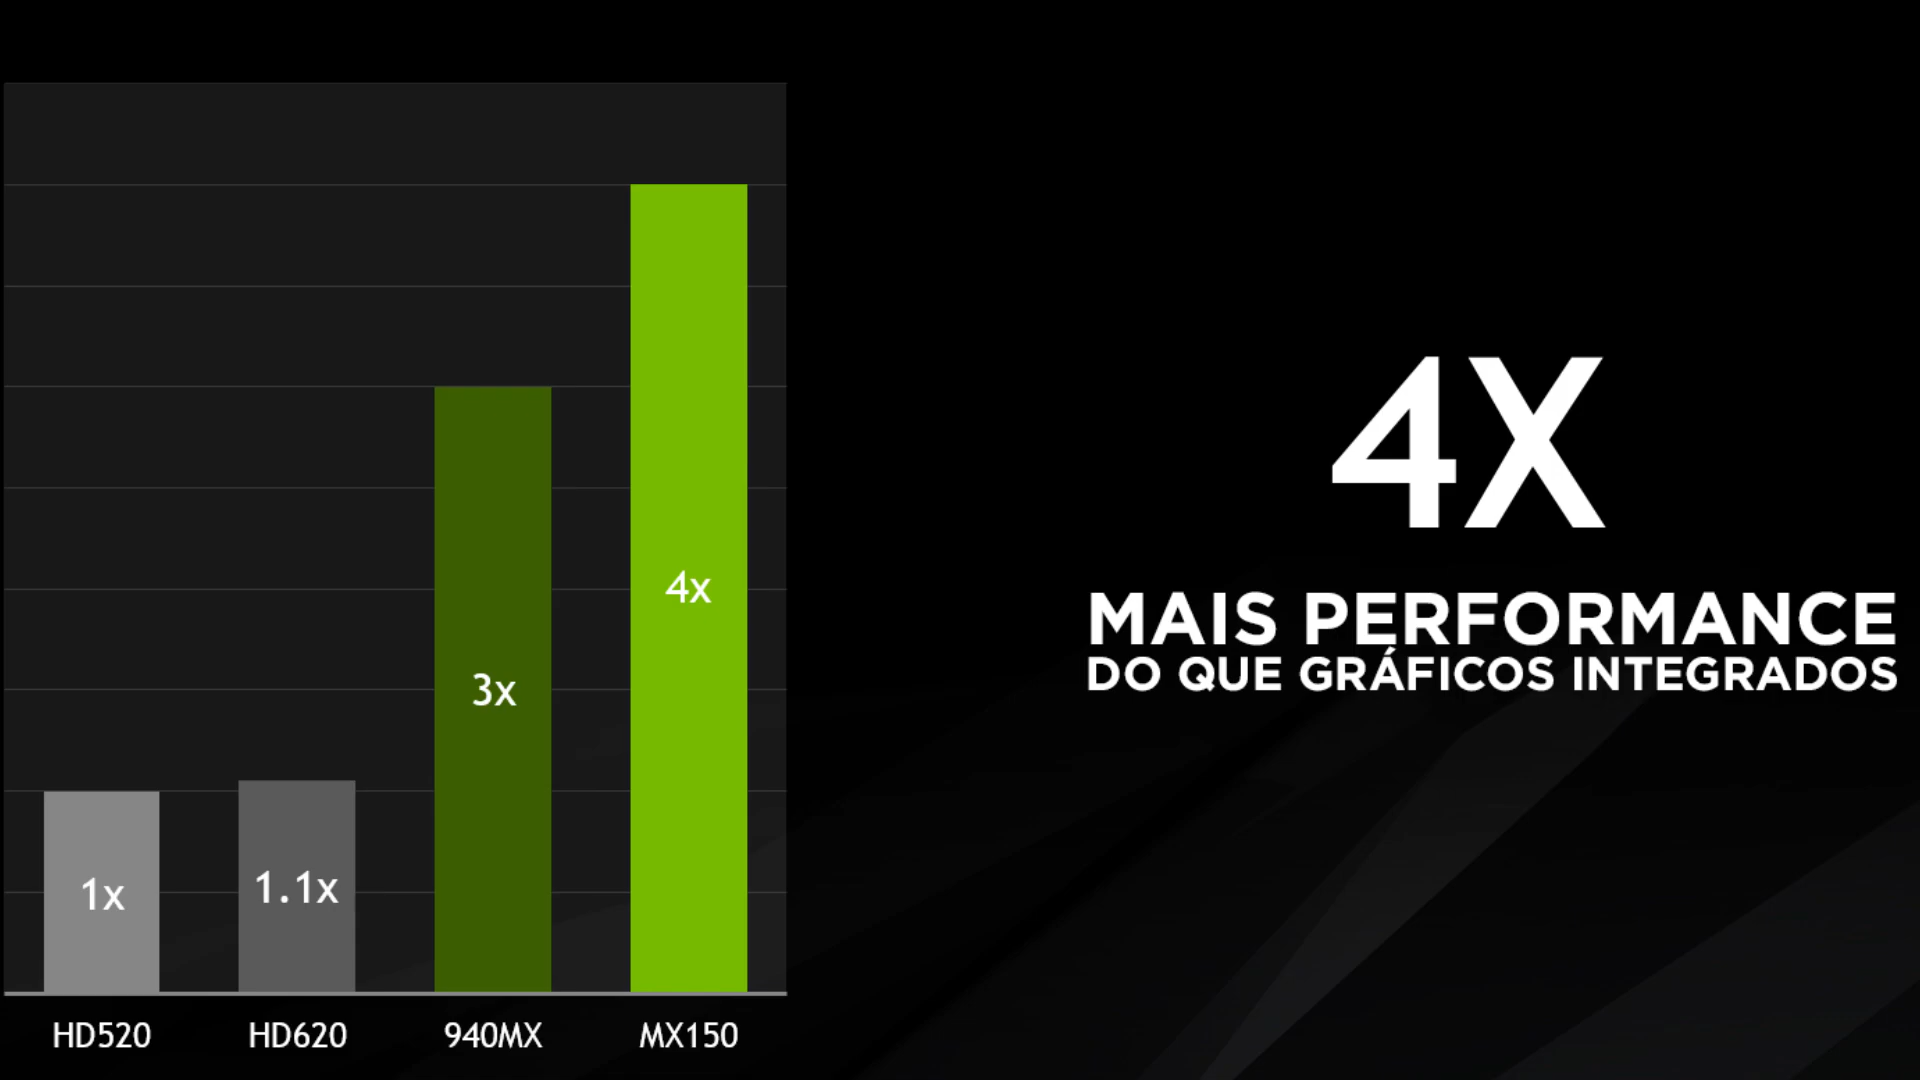 4x
3x
1x
1.1x
HD520
HD620
940MX
MX150
4X
MAIS PERFORMANCE
DO QUE GRÁFICOS INTEGRADOS